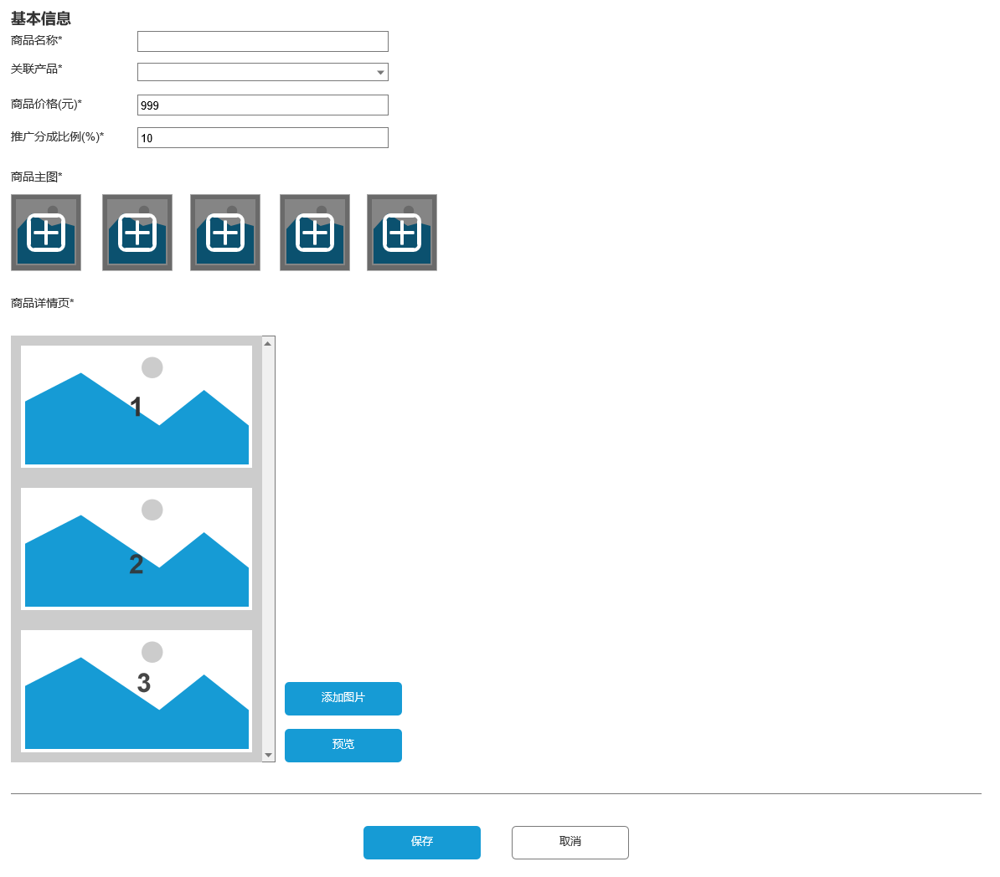 基本信息
商品名称*
关联产品*
商品价格(元)*
999
推广分成比例(%)*
10
商品主图*
商品详情页*
1
2
3
添加图片
预览
保存
取消